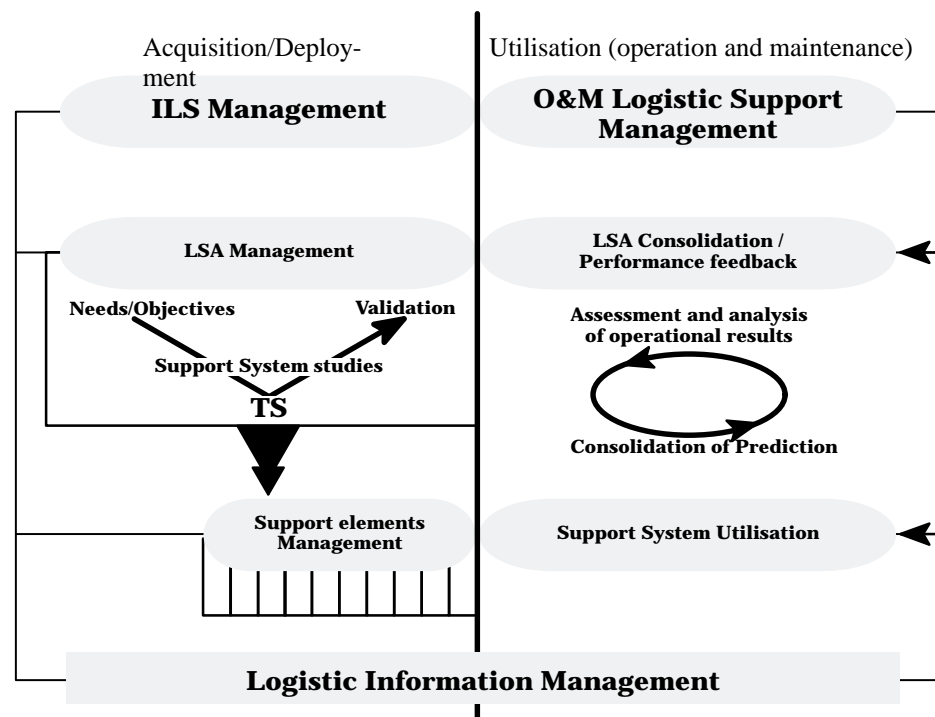 Acquisition/Deploy-
ment
Utilisation (operation and maintenance)
ILS Management
O&M Logistic Support
Management
LSA Management
LSA Consolidation /
Performance feedback
Needs/Objectives
Validation
Support System studies
TS
Assessment and analysis
of operational results
Consolidation of Prediction
Support elements
Management
Support System Utilisation
Logistic Information Management